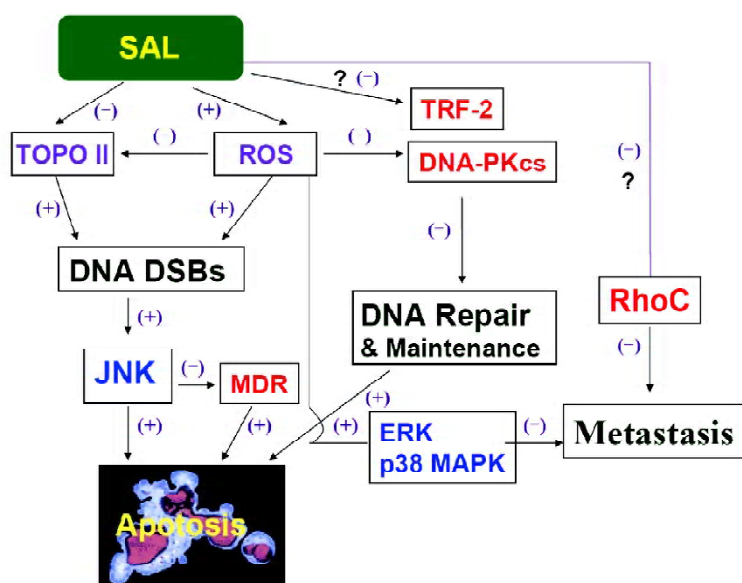 SAL
? (−)
(−)
(+)
TRF-2
( )
( )
TOPO II
ROS
DNA-PKcs
(−)
?
(+)
(+)
(−)
DNA DSBs
RhoC
(+)
DNA Repair
& Maintenance
(−)
JNK
(−)
MDR
(+)
(+)
(+)
(+)
ERK
p38 MAPK
(−)
Metastasis
Apotosis